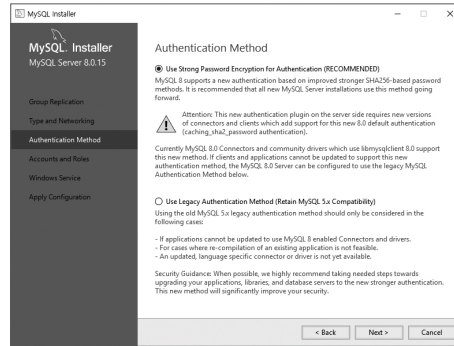 MySQL Installer
MySQL. Installer
MySQL Server 8.0.15
Group Replication
Type and Networking
Authentication Method
Accounts and Roles
Windows Service
Apply Configuration
Authentication Method
Use Strong Password Encryption for Authentication (RECOMMENDED)
MySQL 8 supports a new authentication based on improved stronger SHA256-based password
methods. It is recommended that all new MySQL Server installations use this method going
forward.
Attention: This new authentication plugin on the server side requires new versions
of connectors and clients which add support for this new 8.0 default authentication
(caching_sha2_password authentication).
Currently MySQL 8.0 Connectors and community drivers which use libmysqlclient 8.0 support
this new method. If clients and applications cannot be updated to support this new
authentication method, the MySQL 8.0 Server can be configured to use the legacy MySQL
Authentication Method below.
Use Legacy Authentication Method (Retain MySQL 5.x Compatibility)
Using the old MySQL 5.x legacy authentication method should only be considered in the
following cases:
- If applications cannot be updated to use MySQL 8 enabled Connectors and drivers.
- For cases where re-compilation of an existing application is not feasible.
- An updated, language specific connector or driver is not yet available.
Security Guidance: When possible, we highly recommend taking needed steps towards
upgrading your applications, libraries, and database servers to the new stronger authentication.
This new method will significantly improve your security.
< Back
Next >
Cancel